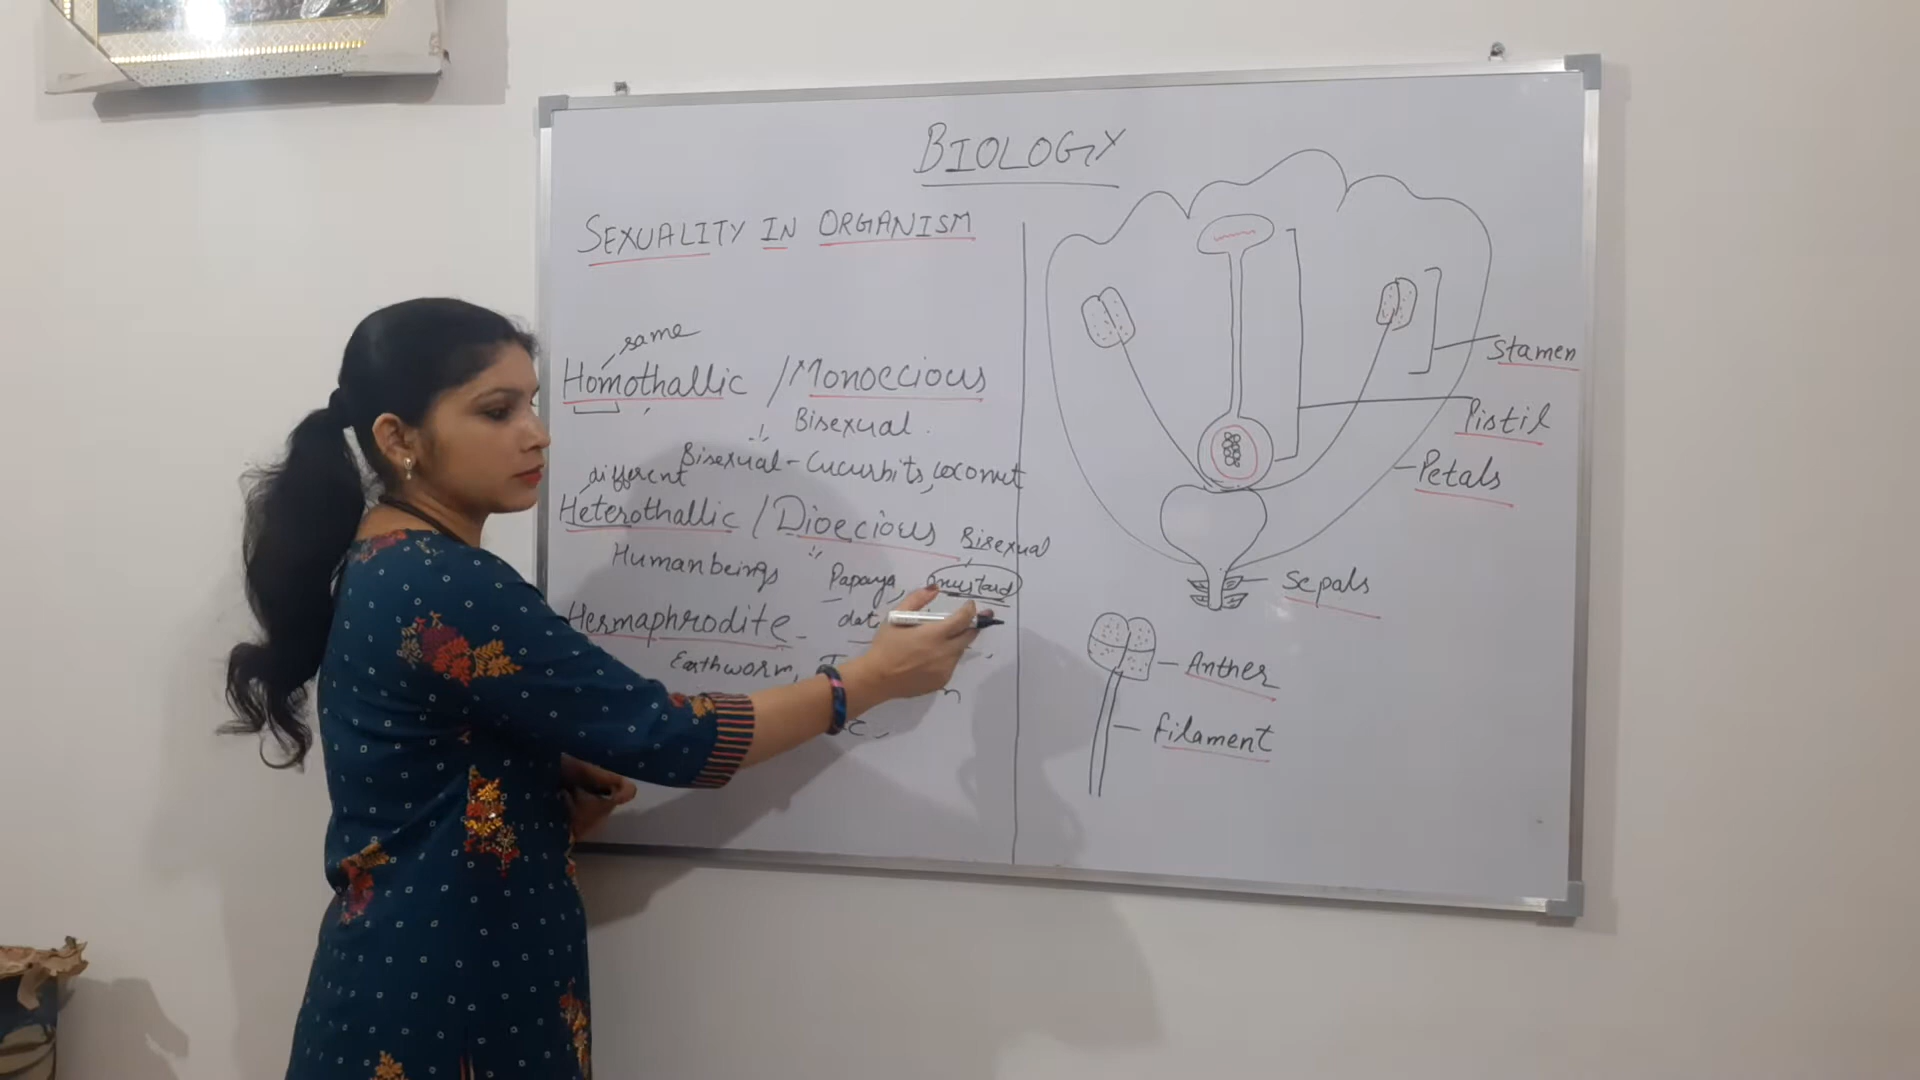 BIOLOGY
SEXUALITY IN ORGANISM
same
Homothallic / Monoecious
Bisexual
Bisexual - Cucurbits, coconut
different
Heterothallic / Dioecious
Bisexual
Human beings
Papaya, mustard
Hermaphrodite
Earthworm,
Stamen
Pistil
Petals
Sepals
Anther
Filament